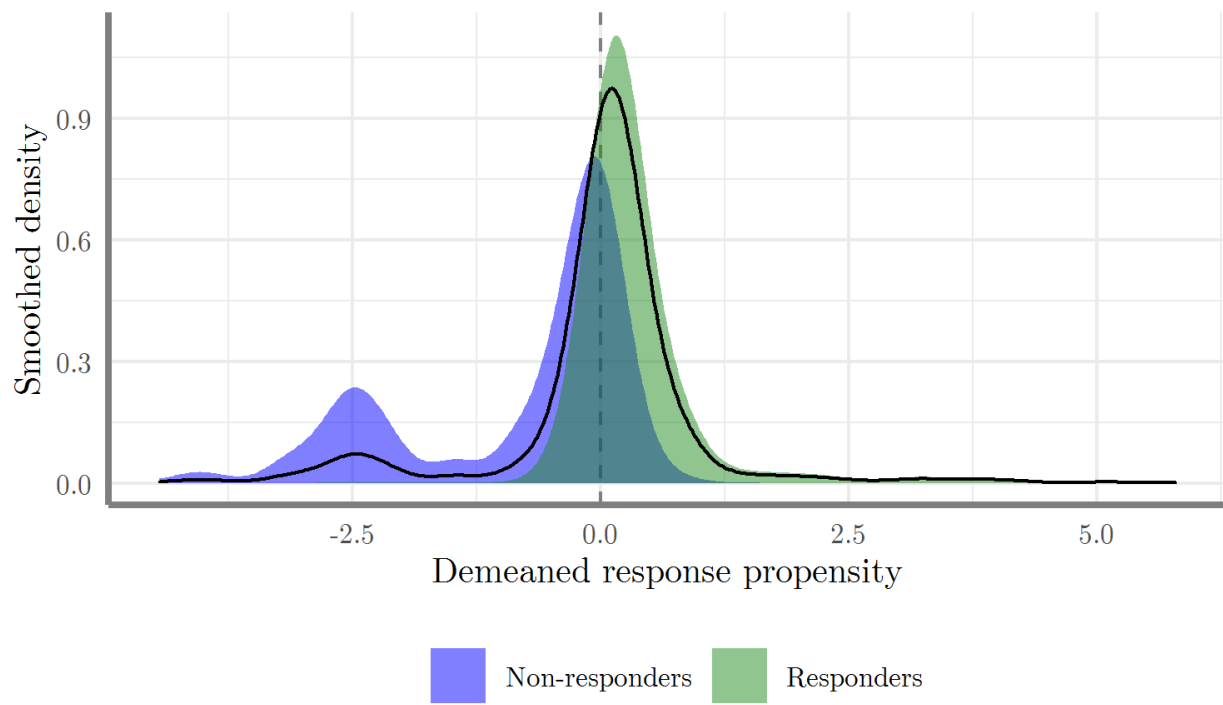 Smoothed density
0.9
0.6
0.3
0.0
-2.5 0.0 2.5 5.0
Demeaned response propensity
Non-responders Responders